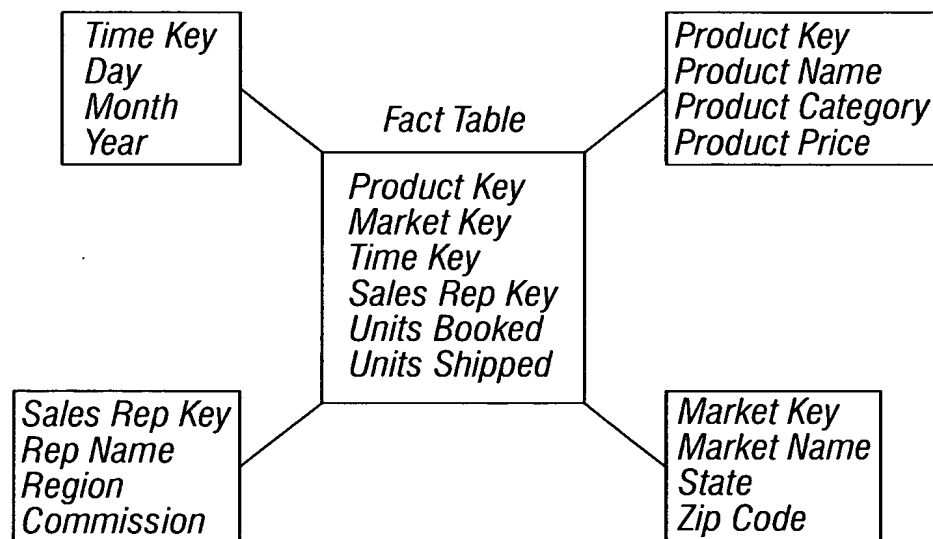 Time Key
Day
Month
Year
Product Key
Product Name
Product Category
Product Price
Fact Table
Product Key
Market Key
Time Key
Sales Rep Key
Units Booked
Units Shipped
Sales Rep Key
Rep Name
Region
Commission
Market Key
Market Name
State
Zip Code